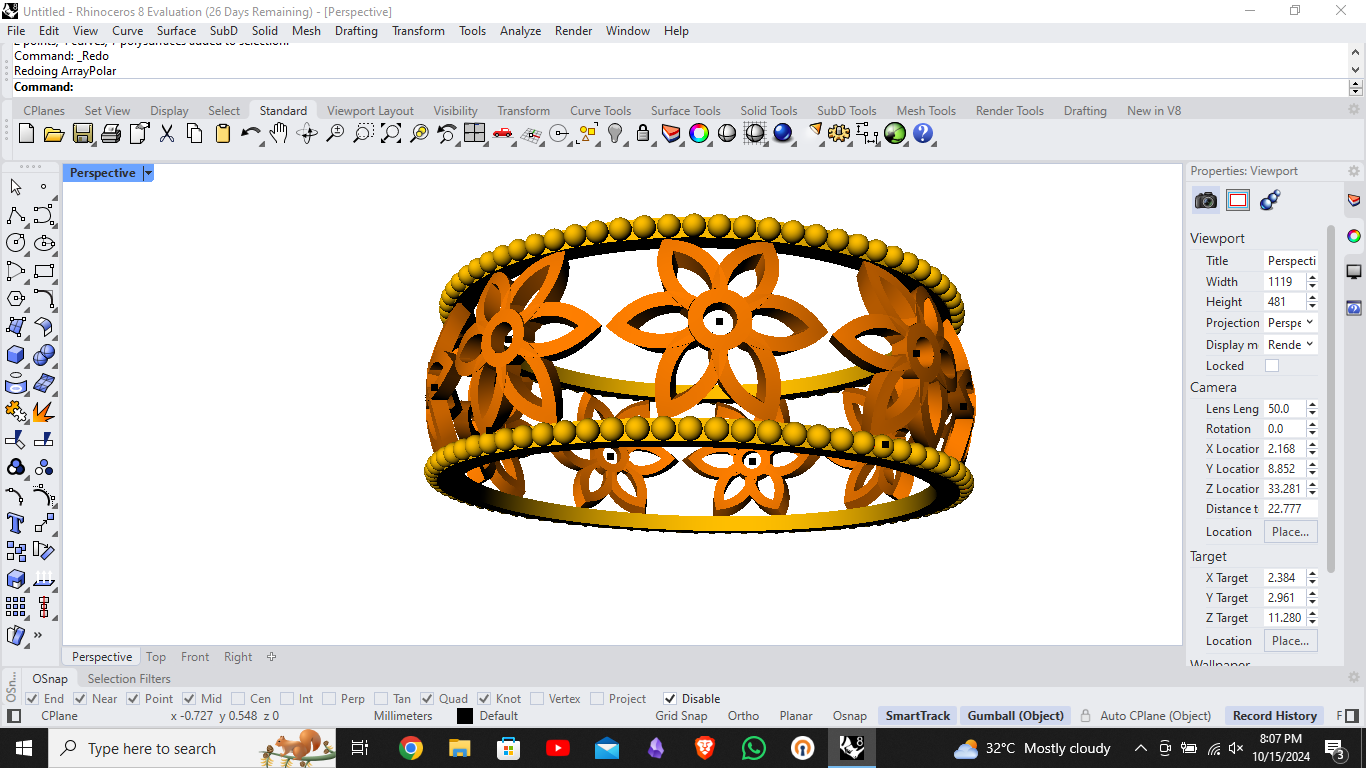 Untitled - Rhinoceros 8 Evaluation (26 Days Remaining) - [Perspective]
File Edit View Curve Surface SubD Solid Mesh Drafting Transform Tools Analyze Render Window Help
Command: _Redo
Redoing ArrayPolar
Command:
CPlanes Set View Display Select Standard Viewport Layout Visibility Transform Curve Tools Surface Tools Solid Tools SubD Tools Mesh Tools Render Tools Drafting New in V8
Perspective
Properties: Viewport
Viewport
Title Perspecti
Width 1119
Height 481
Projection Perspe
Display m Rende
Locked
Camera
Lens Leng 50.0
Rotation 0.0
X Locatior 2.168
Y Locatior 8.852
Z Locatior 33.281
Distance t 22.777
Location Place...
Target
X Target 2.384
Y Target 2.961
Z Target 11.280
Location Place...
Wallpaper
Perspective Top Front Right
OSn...
OSnap Selection Filters
End Near Point Mid Cen Int Perp Tan Quad Knot Vertex Project Disable
CPlane x -0.727 y 0.548 z 0 Millimeters Default Grid Snap Ortho Planar Osnap SmartTrack Gumball (Object) Auto CPlane (Object) Record History F
Type here to search
8
32°C Mostly cloudy
8:07 PM
10/15/2024
3